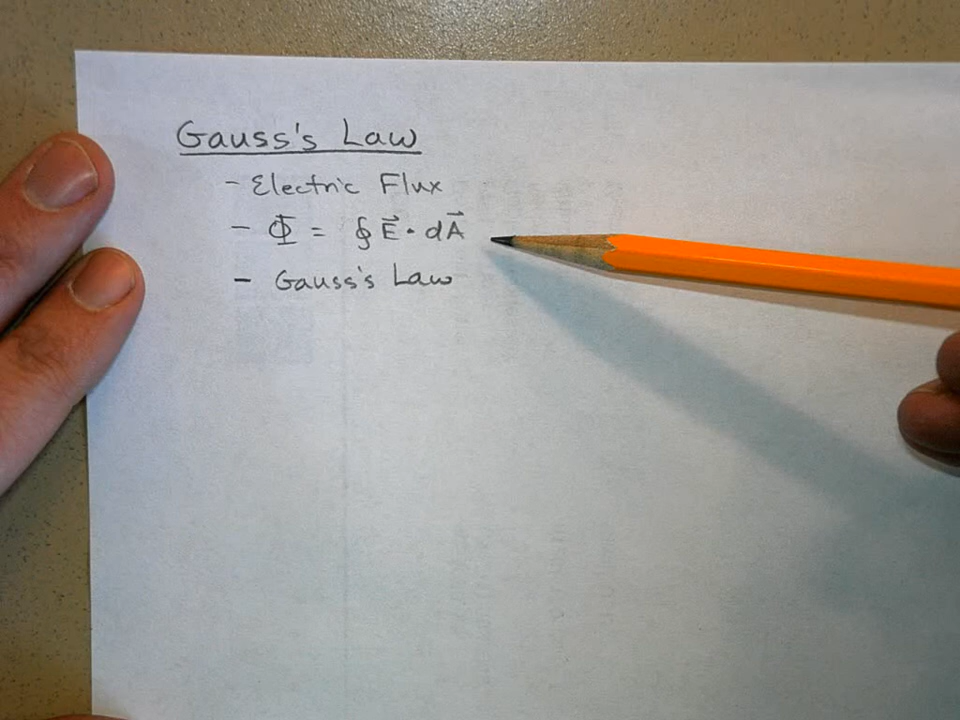 Gauss's Law
- Electric Flux
- Φ = ∮ E⃗ · dA⃗
- Gauss's Law